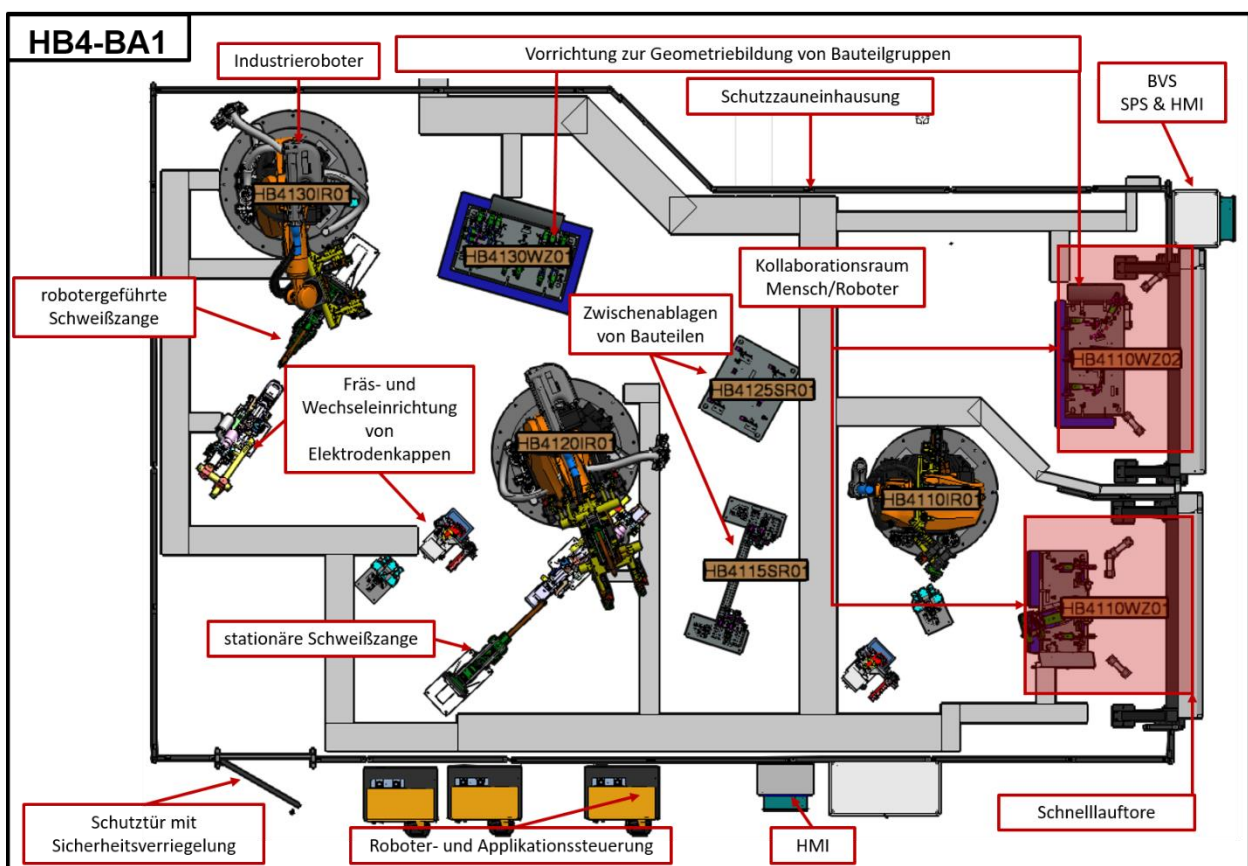 HB4-BA1
Industrieroboter
Vorrichtung zur Geometriebildung von Bauteilgruppen
Schutzzauneinhausung
BVS
SPS & HMI
HB4130IR01
HB4130WZ01
Kollaborationsraum
Mensch/Roboter
robotergeführte
Schweißzange
Zwischenablagen
von Bauteilen
HB4110WZ02
Fräs- und
Wechseleinrichtung
von
Elektrodenkappen
HB4125SR01
HB4120IR01
HB4110IR01
HB4115SR01
HB4110WZ01
stationäre Schweißzange
Schutztür mit
Sicherheitsverriegelung
Roboter- und Applikationssteuerung
HMI
Schnelllauftore